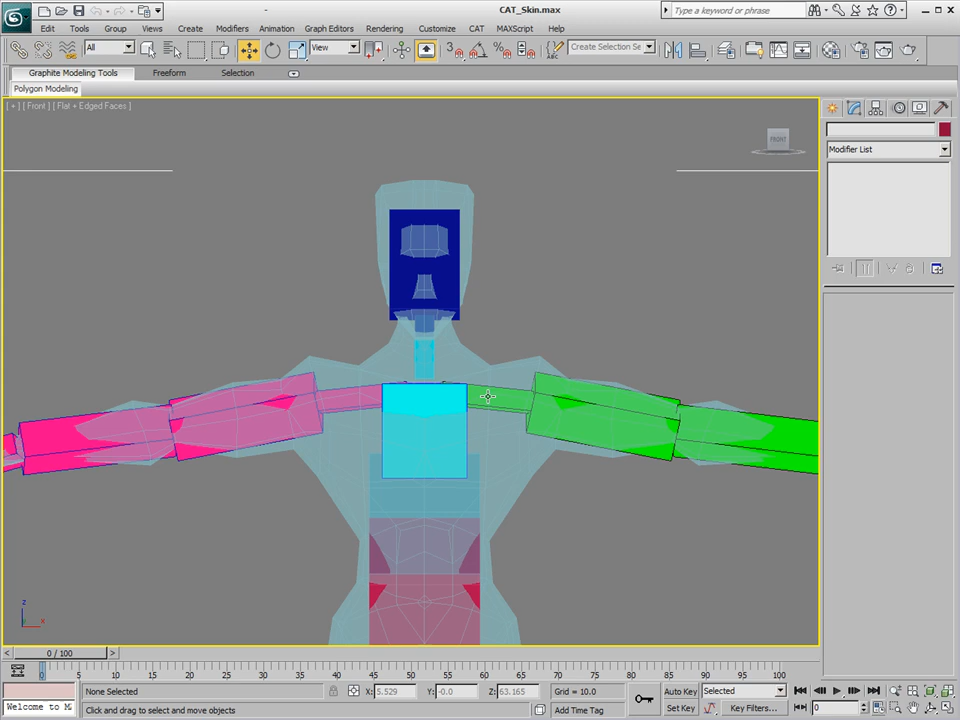 CAT_Skin.max
Type a keyword or phrase
Edit Tools Group Views Create Modifiers Animation Graph Editors Rendering Customize CAT MAXScript Help
All View Create Selection Se
Graphite Modeling Tools Freeform Selection
Polygon Modeling
[ + ] [ Front ] [ Flat + Edged Faces ]
FRONT
Modifier List
z
x
0 / 100
0 5 10 15 20 25 30 35 40 45 50 55 60 65 70 75 80 85 90 95 100
None Selected X: 5.529 Y: -0.0 Z: 63.165 Grid = 10.0 Auto Key Selected
Welcome to M Click and drag to select and move objects Add Time Tag Set Key Key Filters... 0